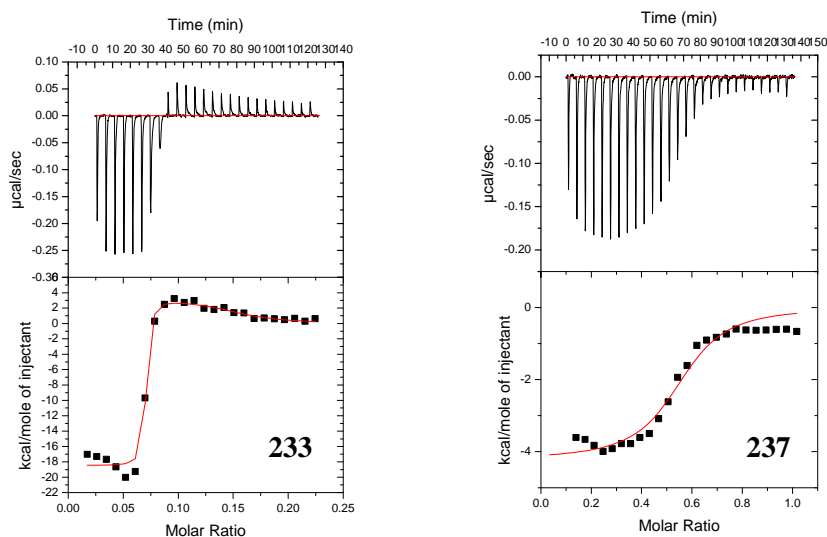 Time (min)
-10 0 10 20 30 40 50 60 70 80 90 100 110 120 130 140
0.10
0.05
0.00
-0.05
-0.10
-0.15
-0.20
-0.25
-0.30
µcal/sec
6
4
2
0
-2
-4
-6
-8
-10
-12
-14
-16
-18
-20
-22
kcal/mole of injectant
233
0.00 0.05 0.10 0.15 0.20 0.25
Molar Ratio
Time (min)
-10 0 10 20 30 40 50 60 70 80 90 100 110 120 130 140 150
0.00
-0.05
-0.10
-0.15
-0.20
µcal/sec
0
-2
-4
kcal/mole of injectant
237
0.0 0.2 0.4 0.6 0.8 1.0
Molar Ratio